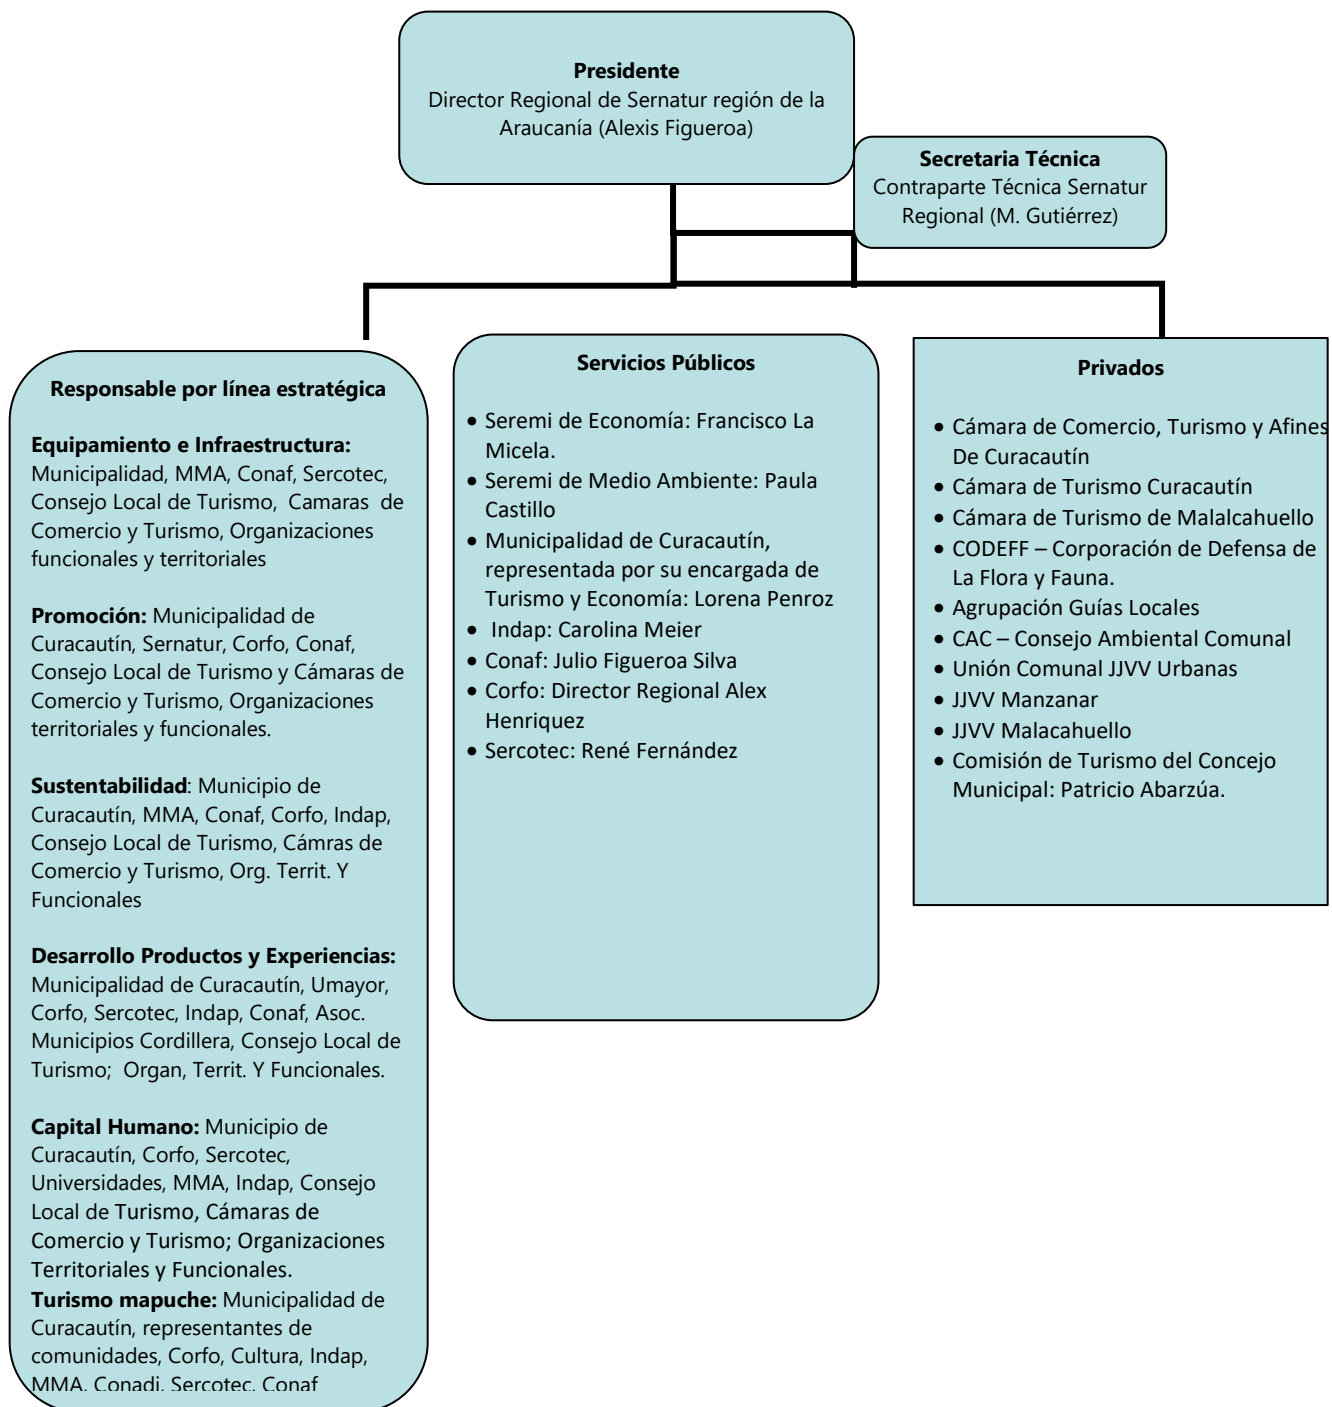 Presidente
Director Regional de Sernatur región de la
Araucanía (Alexis Figueroa)
Secretaria Técnica
Contraparte Técnica Sernatur
Regional (M. Gutiérrez)
Responsable por línea estratégica
Equipamiento e Infraestructura:
Municipalidad, MMA, Conaf, Sercotec,
Consejo Local de Turismo, Camaras de
Comercio y Turismo, Organizaciones
funcionales y territoriales
Promoción: Municipalidad de
Curacautín, Sernatur, Corfo, Conaf,
Consejo Local de Turismo y Cámaras de
Comercio y Turismo, Organizaciones
territoriales y funcionales.
Sustentabilidad: Municipio de
Curacautín, MMA, Conaf, Corfo, Indap,
Consejo Local de Turismo, Cámras de
Comercio y Turismo, Org. Territ. Y
Funcionales
Desarrollo Productos y Experiencias:
Municipalidad de Curacautín, Umayor,
Corfo, Sercotec, Indap, Conaf, Asoc.
Municipios Cordillera, Consejo Local de
Turismo; Organ, Territ. Y Funcionales.
Capital Humano: Municipio de
Curacautín, Corfo, Sercotec,
Universidades, MMA, Indap, Consejo
Local de Turismo, Cámaras de
Comercio y Turismo; Organizaciones
Territoriales y Funcionales.
Turismo mapuche: Municipalidad de
Curacautín, representantes de
comunidades, Corfo, Cultura, Indap,
MMA, Conadi, Sercotec, Conaf
Servicios Públicos
• Seremi de Economía: Francisco La
Micela.
• Seremi de Medio Ambiente: Paula
Castillo
• Municipalidad de Curacautín,
representada por su encargada de
Turismo y Economía: Lorena Penroz
• Indap: Carolina Meier
• Conaf: Julio Figueroa Silva
• Corfo: Director Regional Alex
Henriquez
• Sercotec: René Fernández
Privados
• Cámara de Comercio, Turismo y Afines
De Curacautín
• Cámara de Turismo Curacautín
• Cámara de Turismo de Malalcahuello
• CODEFF – Corporación de Defensa de
La Flora y Fauna.
• Agrupación Guías Locales
• CAC – Consejo Ambiental Comunal
• Unión Comunal JJVV Urbanas
• JJVV Manzanar
• JJVV Malacahuello
• Comisión de Turismo del Concejo
Municipal: Patricio Abarzúa.